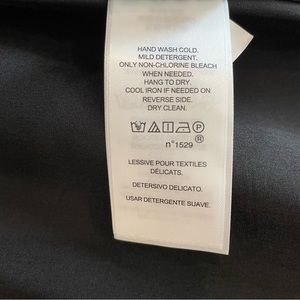 HAND WASH COLD.
MILD DETERGENT.
ONLY NON-CHLORINE BLEACH
WHEN NEEDED.
HANG TO DRY.
COOL IRON IF NEEDED ON
REVERSE SIDE.
DRY CLEAN.
P
®
n°1529
LESSIVE POUR TEXTILES
DÉLICATS.
DETERSIVO DELICATO.
USAR DETERGENTE SUAVE.